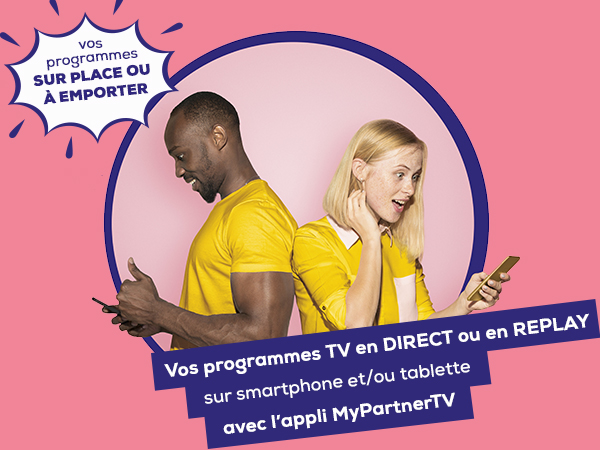 vos
programmes
SUR PLACE OU
À EMPORTER
Vos programmes TV en DIRECT ou en REPLAY
sur smartphone et/ou tablette
avec l'appli MyPartnerTV